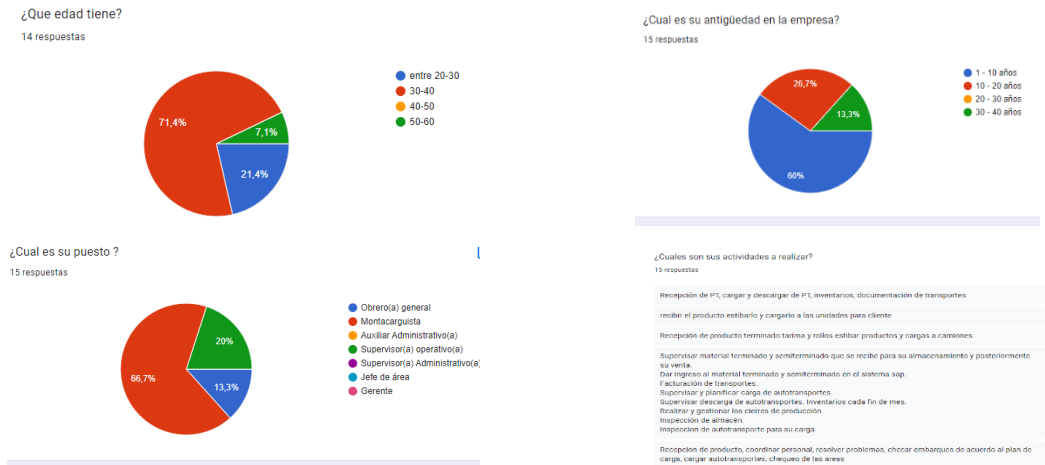 ¿Que edad tiene?
14 respuestas
71,4%
7,1%
21,4%
entre 20-30
30-40
40-50
50-60
¿Cual es su antigüedad en la empresa?
15 respuestas
26,7%
13,3%
60%
1 - 10 años
10 - 20 años
20 - 30 años
30 - 40 años
¿Cual es su puesto ?
15 respuestas
66,7%
20%
13,3%
Obrero(a) general
Montacarguista
Auxiliar Administrativo(a)
Supervisor(a) operativo(a)
Supervisor(a) Administrativo(a)
Jefe de área
Gerente
¿Cuales son sus actividades a realizar?
15 respuestas
Recepción de PT, cargar y descargar de PT, inventarios, documentación de transportes
recibir el producto estibarlo y cargarlo a las unidades para cliente
Recepción de producto terminado tarima y rollos estibar productos y cargas a camiones
Supervisar material terminado y semiterminado que se recibe para su almacenamiento y posteriormente
su venta.
Dar ingreso al material terminado y semiterminado en el sistema sap.
Facturación de transportes.
Supervisar y planificar carga de autotransportes.
Supervisar descarga de autotransportes. Inventarios cada fin de mes.
Realizar y gestionar los cierres de producción.
Inspección de almacén.
Inspeccion de autotransporte para su carga.
Recepcion de producto, coordinar personal, resolver problemas, checar embarques de acuerdo al plan de
carga, cargar autotransportes, chequeo de las areas